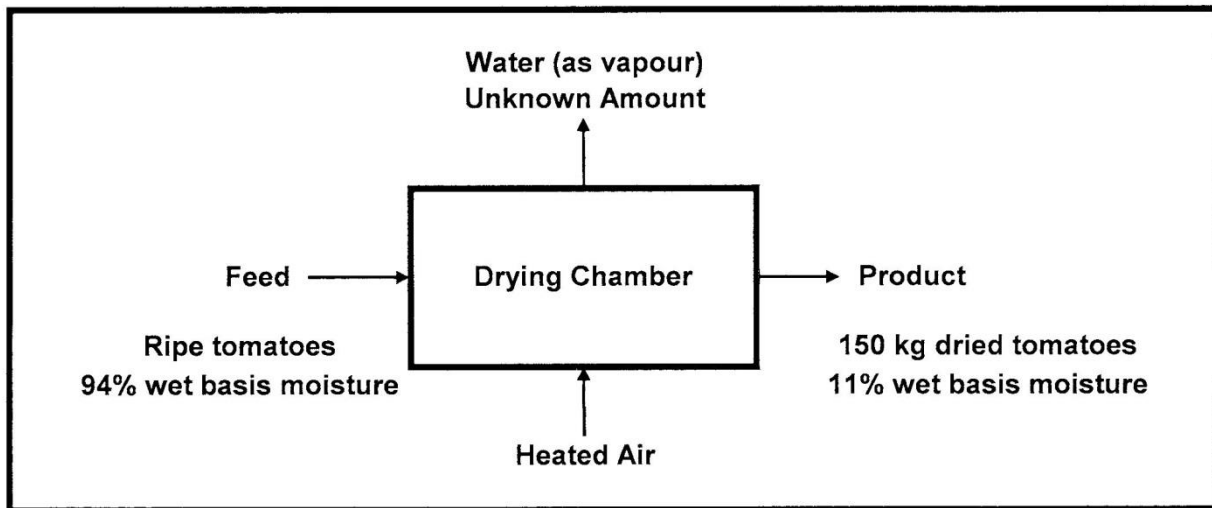 Water (as vapour)
Unknown Amount
Feed
Drying Chamber
Product
Ripe tomatoes
94% wet basis moisture
150 kg dried tomatoes
11% wet basis moisture
Heated Air